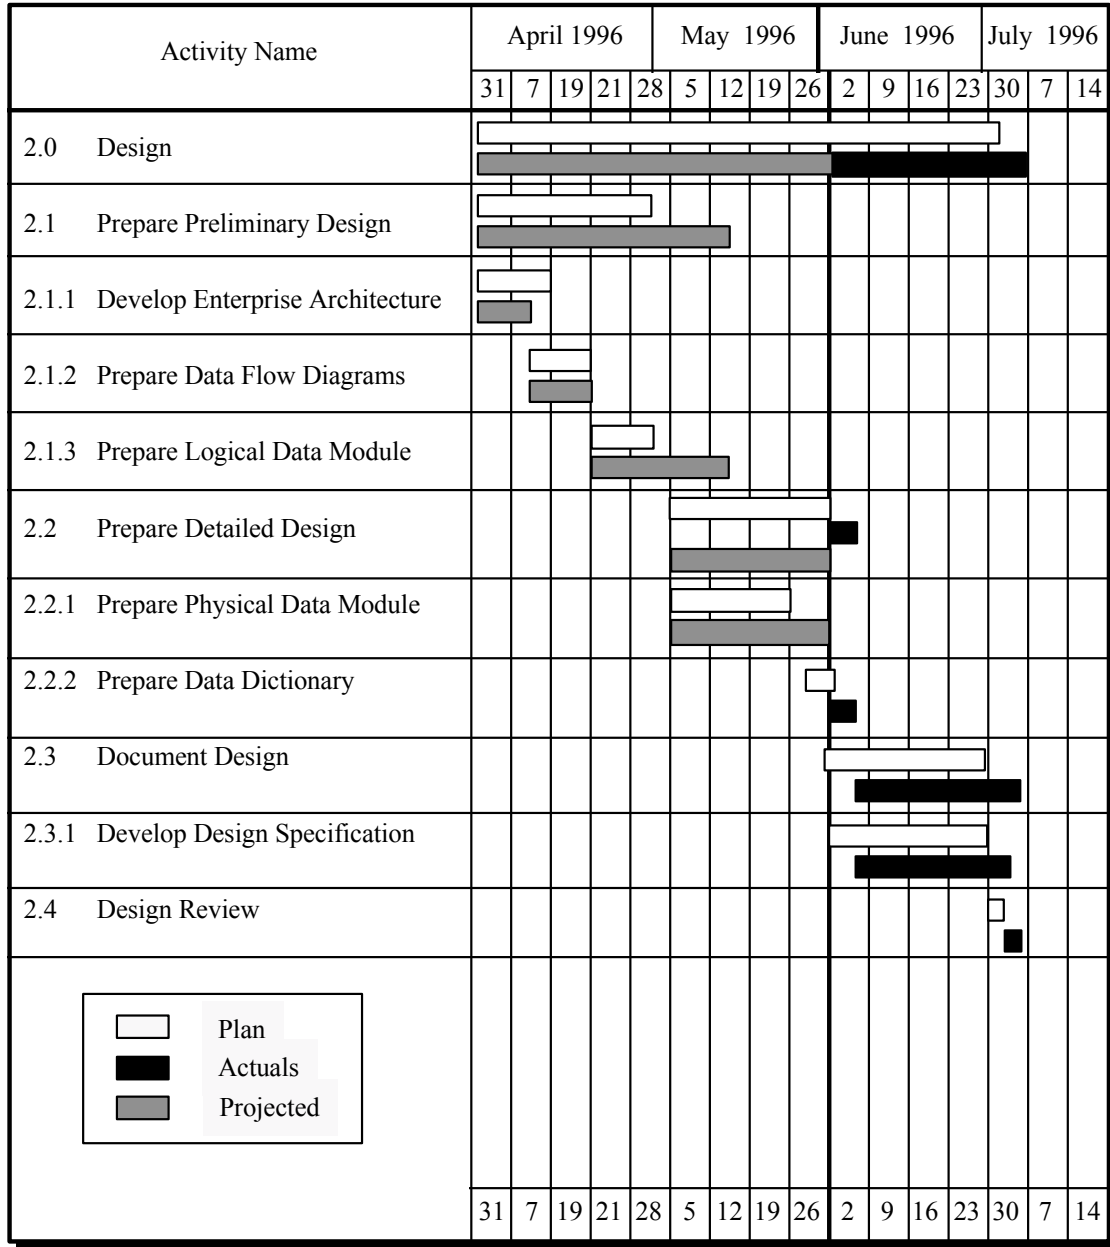 Activity Name
April 1996 May 1996 June 1996 July 1996
31 7 19 21 28 5 12 19 26 2 9 16 23 30 7 14
2.0 Design
2.1 Prepare Preliminary Design
2.1.1 Develop Enterprise Architecture
2.1.2 Prepare Data Flow Diagrams
2.1.3 Prepare Logical Data Module
2.2 Prepare Detailed Design
2.2.1 Prepare Physical Data Module
2.2.2 Prepare Data Dictionary
2.3 Document Design
2.3.1 Develop Design Specification
2.4 Design Review
Plan
Actuals
Projected
31 7 19 21 28 5 12 19 26 2 9 16 23 30 7 14